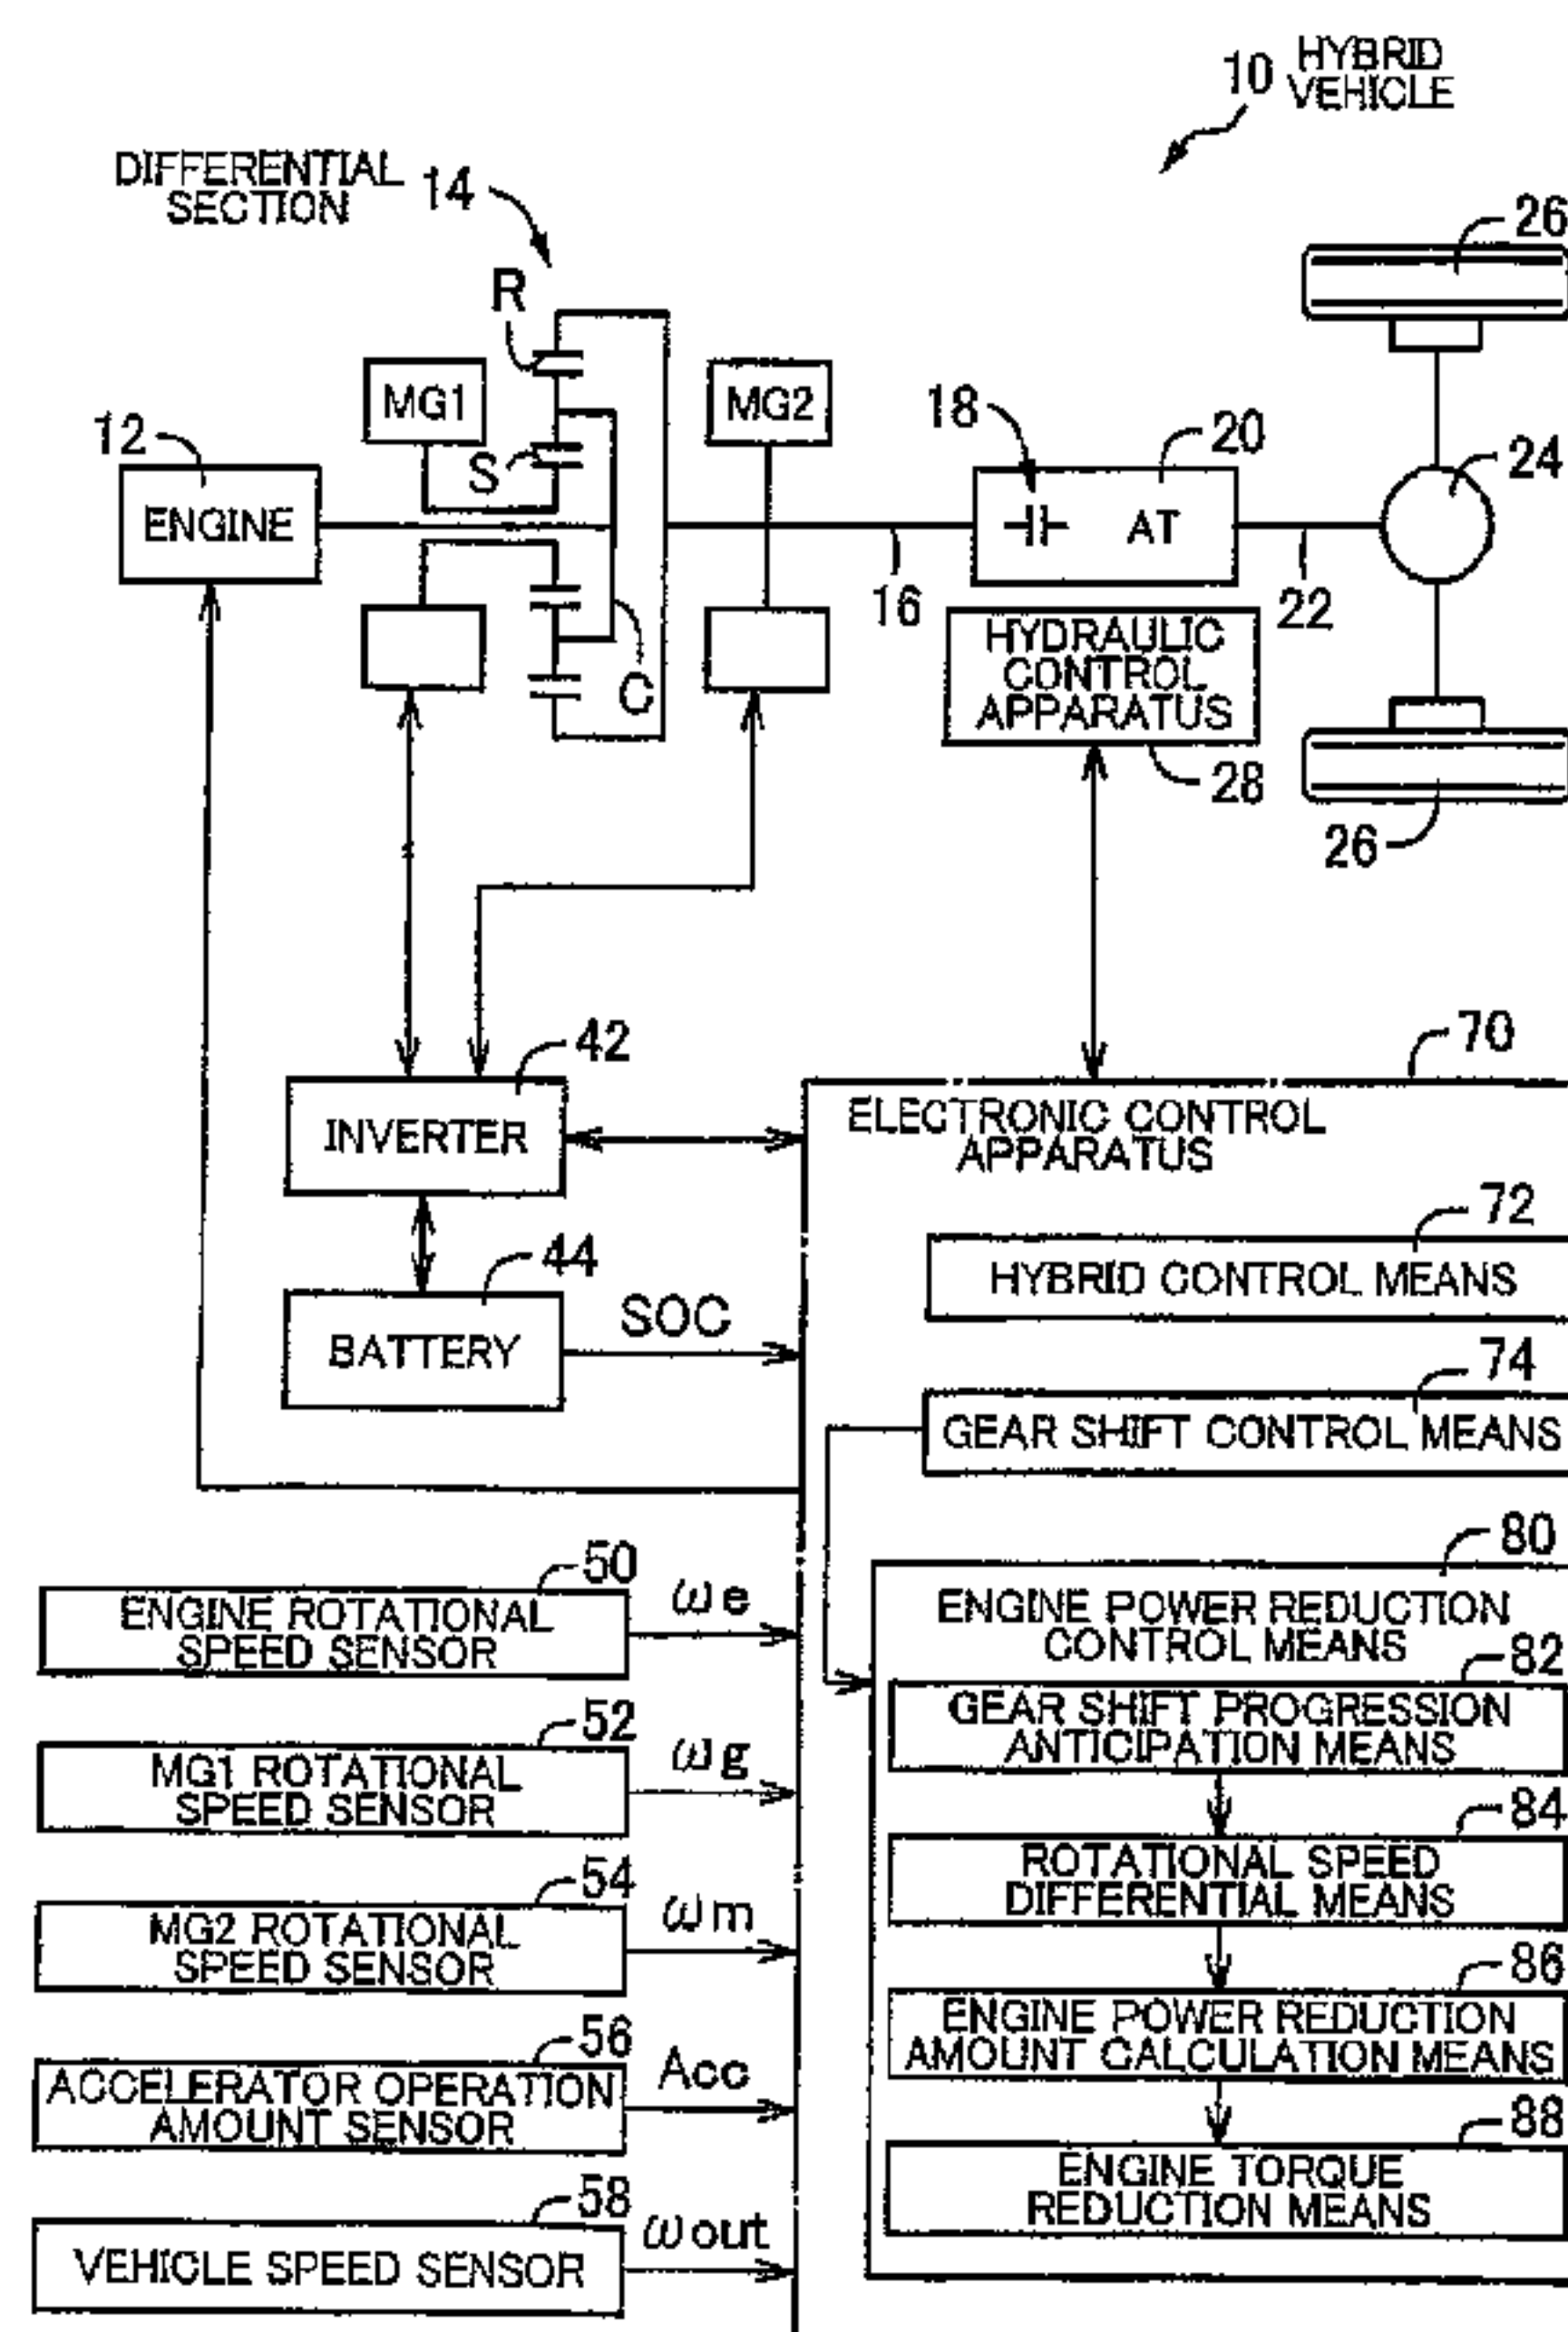 10 HYBRID
VEHICLE
DIFFERENTIAL
SECTION
14
26
R
MG1
MG2
18
20
12
S
24
ENGINE
AT
16
22
HYDRAULIC
CONTROL
APPARATUS
C
28
26
42
70
INVERTER
ELECTRONIC CONTROL
APPARATUS
72
44
HYBRID CONTROL MEANS
SOC
BATTERY
74
GEAR SHIFT CONTROL MEANS
80
50
ENGINE ROTATIONAL
SPEED SENSOR
ωe
ENGINE POWER REDUCTION
CONTROL MEANS
82
52
MG1 ROTATIONAL
SPEED SENSOR
ωg
GEAR SHIFT PROGRESSION
ANTICIPATION MEANS
84
54
MG2 ROTATIONAL
SPEED SENSOR
ωm
ROTATIONAL SPEED
DIFFERENTIAL MEANS
86
56
ACCELERATOR OPERATION
AMOUNT SENSOR
Acc
ENGINE POWER REDUCTION
AMOUNT CALCULATION MEANS
88
58
VEHICLE SPEED SENSOR
ωout
ENGINE TORQUE
REDUCTION MEANS